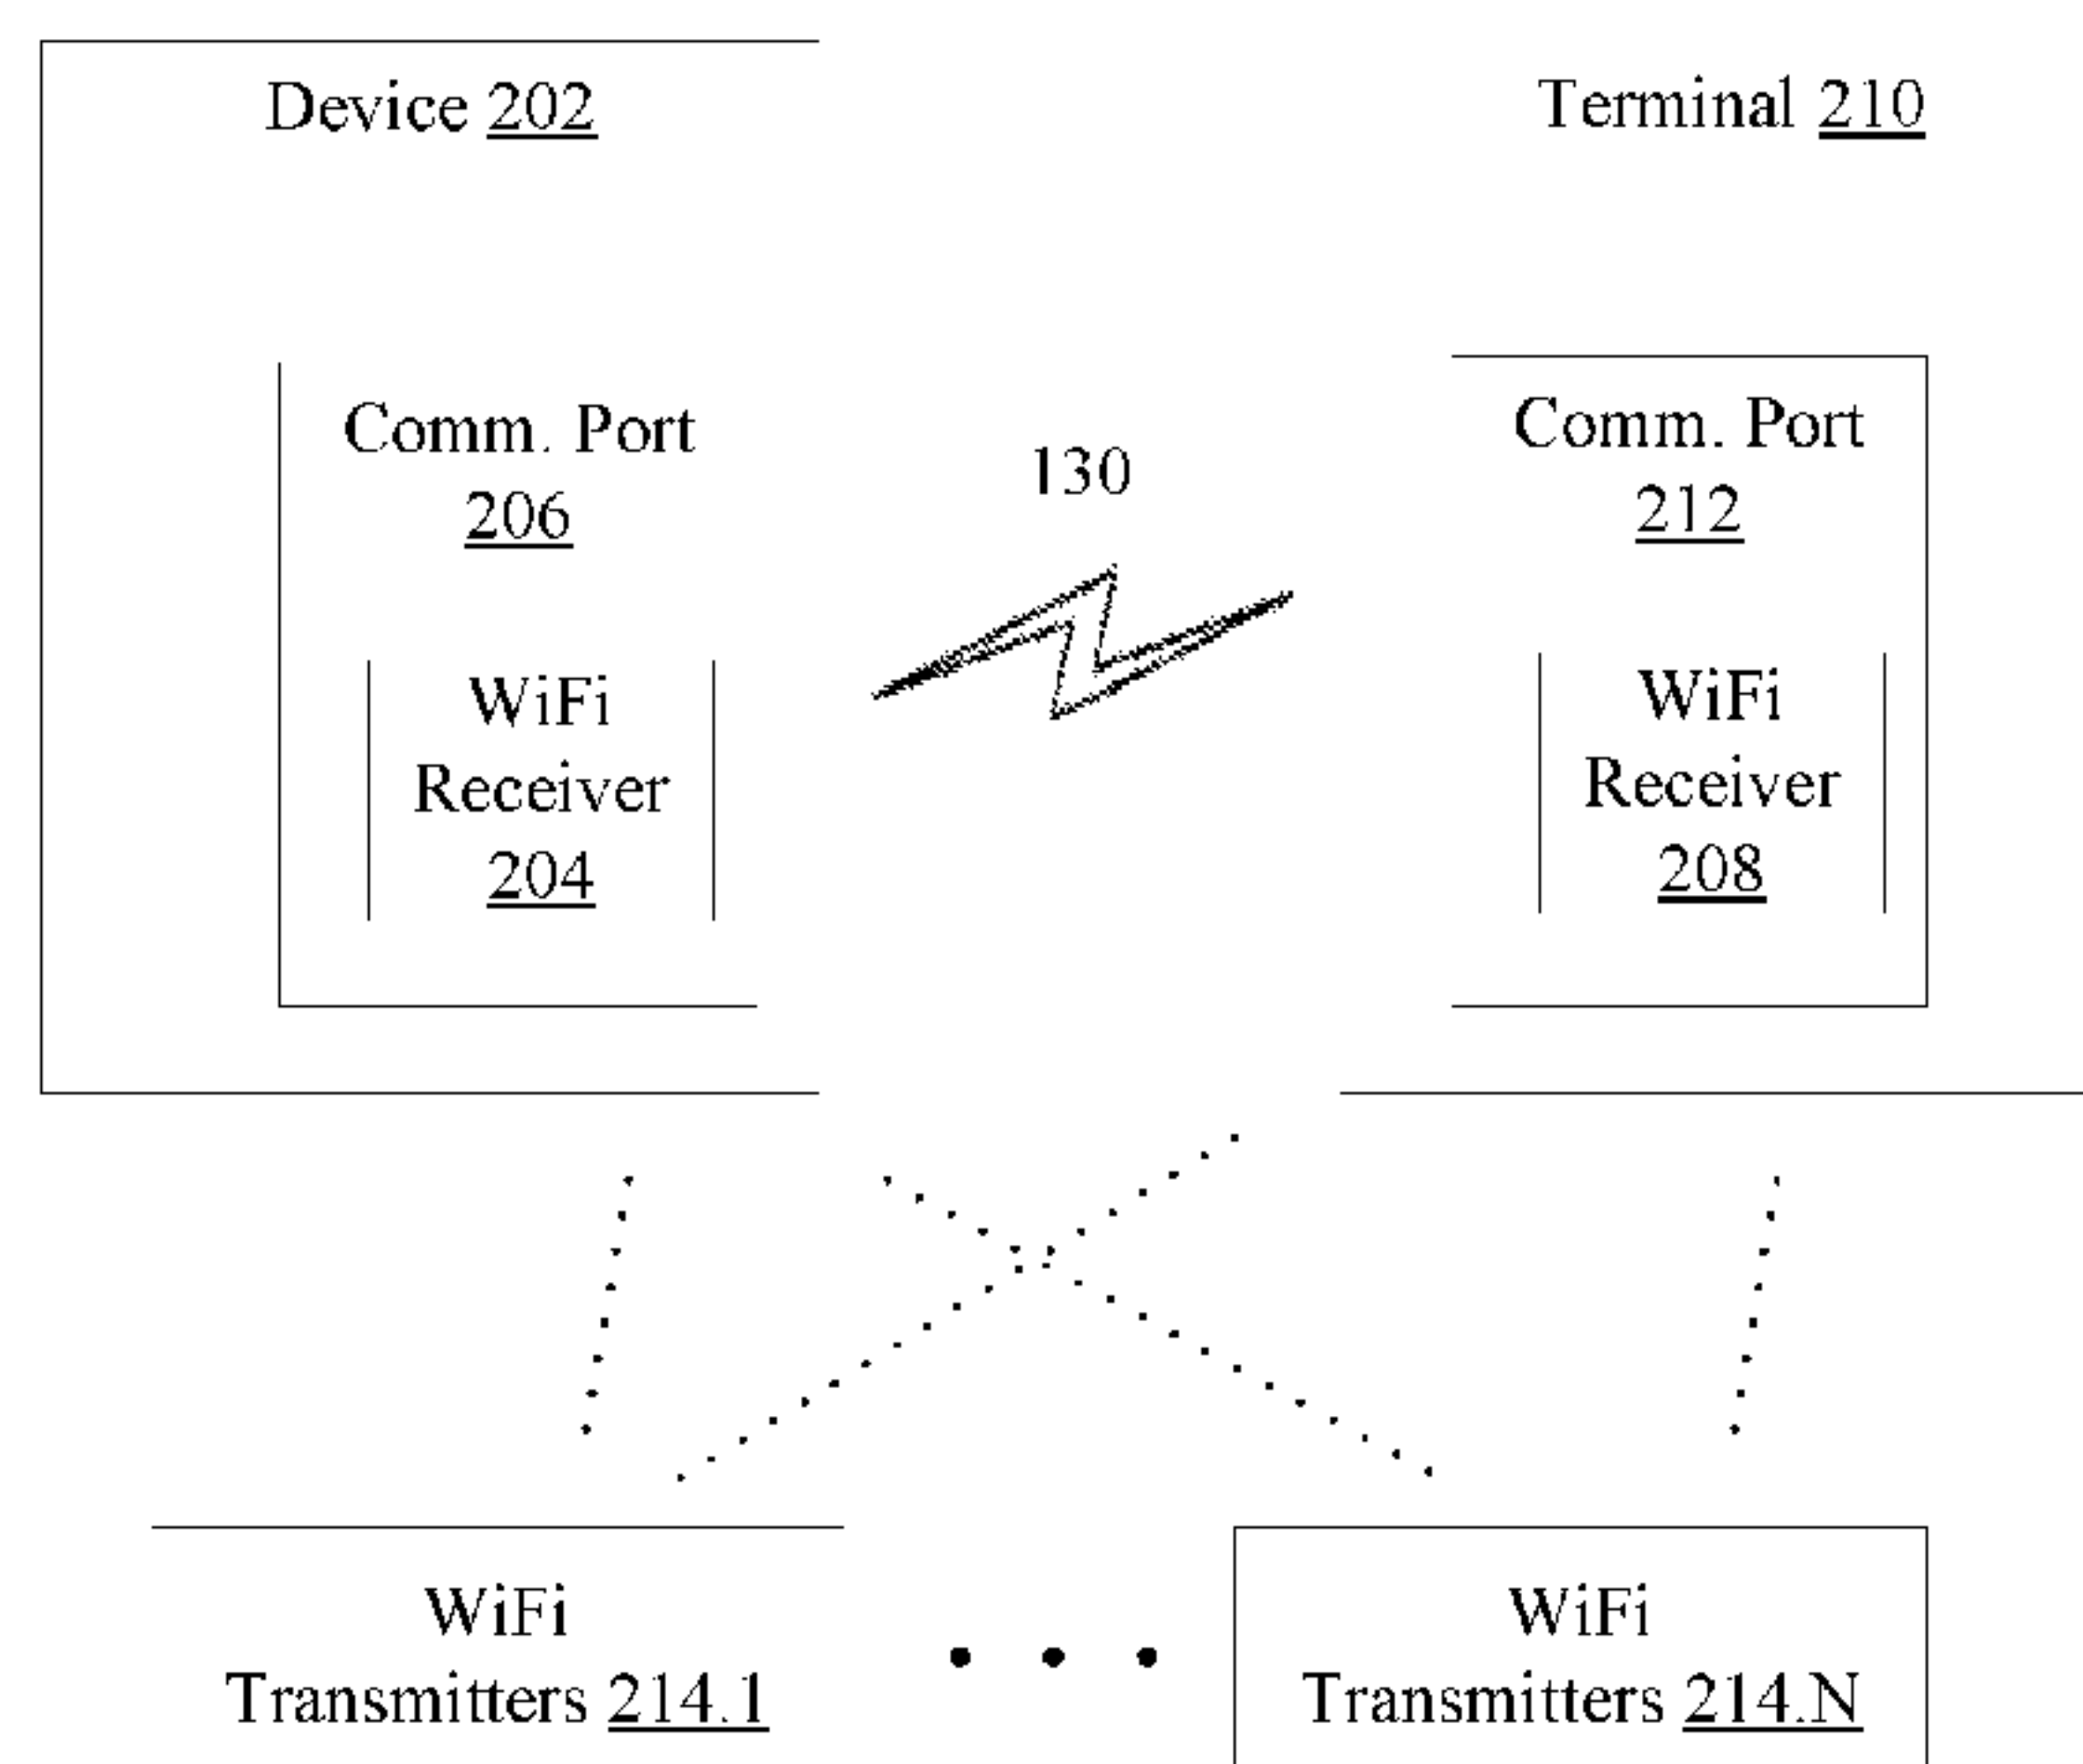 Device 202
Terminal 210
Comm. Port
206
130
Comm. Port
212
WiFi
Receiver
204
WiFi
Receiver
208
WiFi
Transmitters 214.1
WiFi
Transmitters 214.N